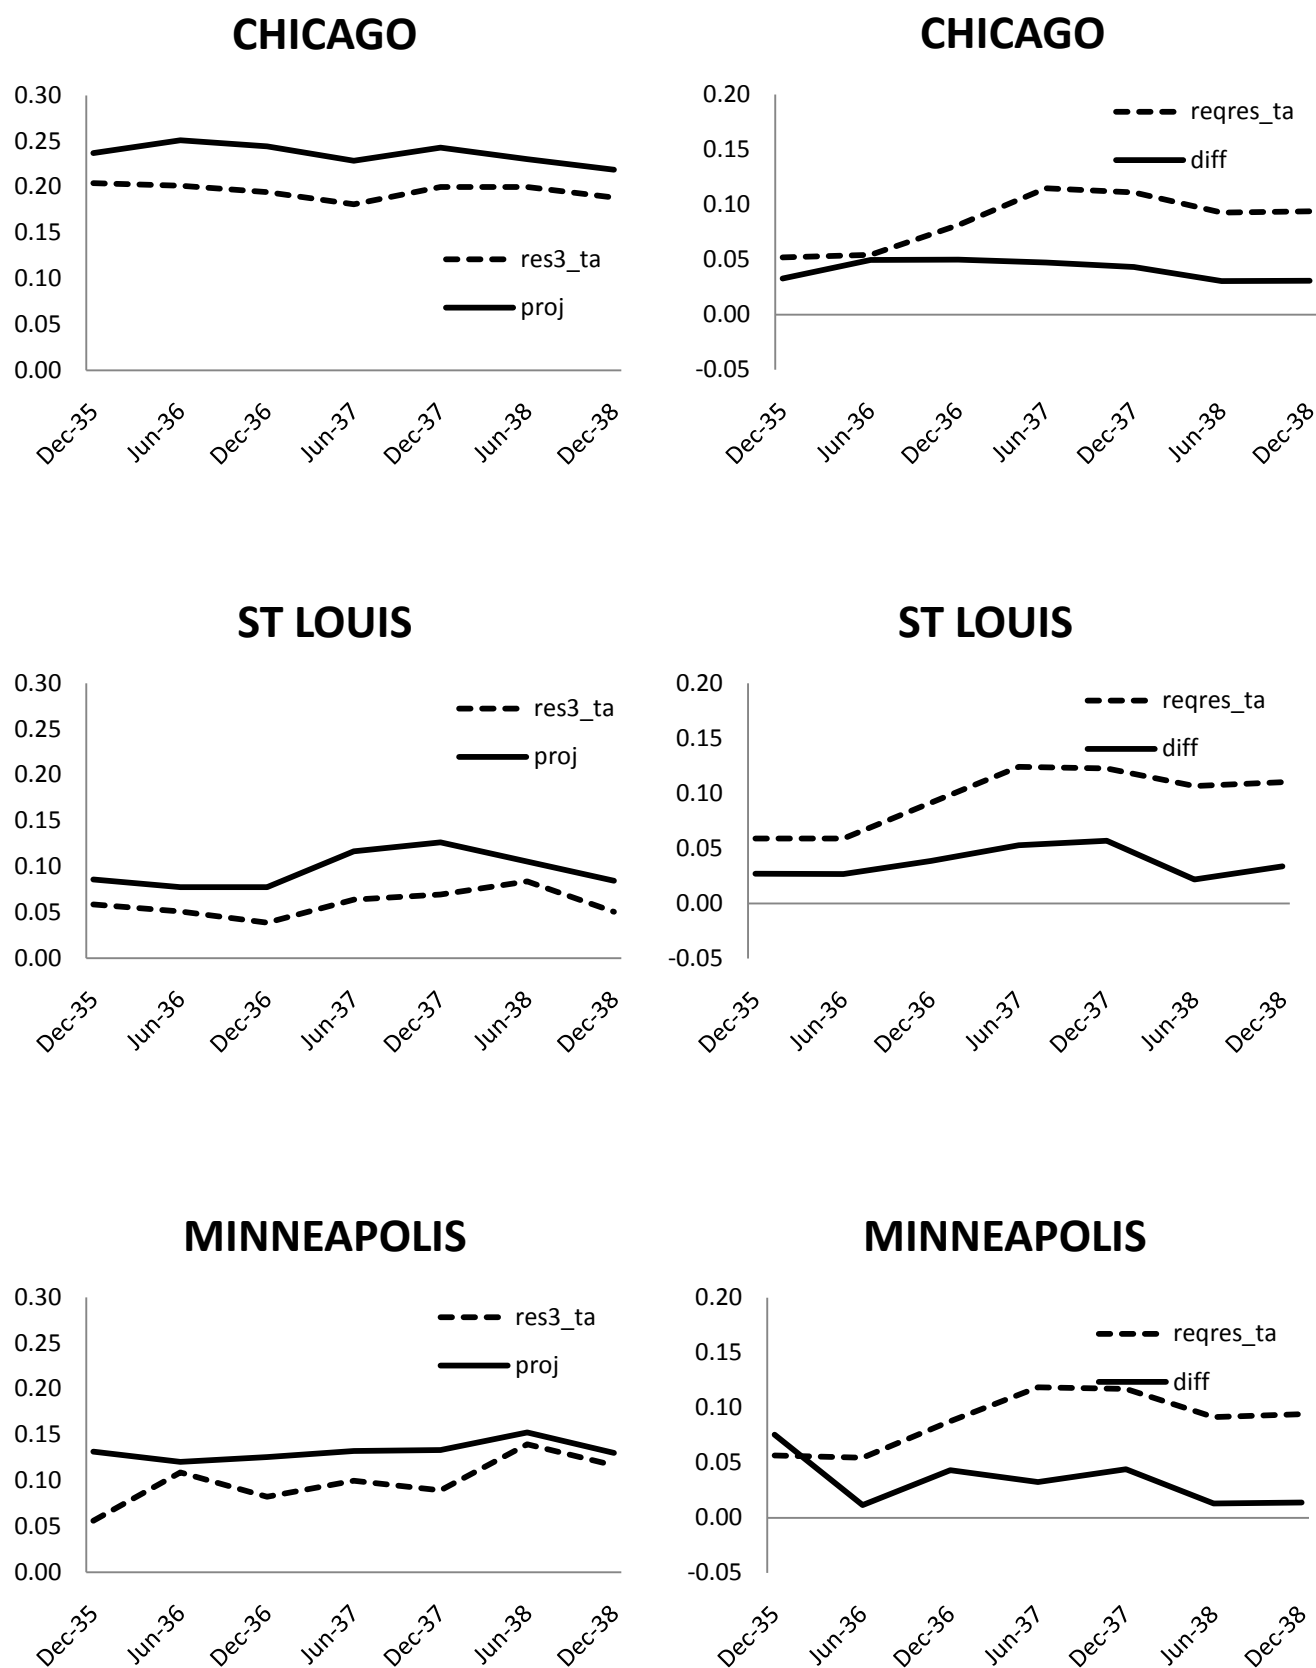 CHICAGO
0.30
0.25
0.20
0.15
0.10
0.05
0.00
res3_ta
proj
Dec-35
Jun-36
Dec-36
Jun-37
Dec-37
Jun-38
Dec-38
CHICAGO
0.20
0.15
0.10
0.05
0.00
-0.05
reqres_ta
diff
Dec-35
Jun-36
Dec-36
Jun-37
Dec-37
Jun-38
Dec-38
ST LOUIS
0.30
0.25
0.20
0.15
0.10
0.05
0.00
res3_ta
proj
Dec-35
Jun-36
Dec-36
Jun-37
Dec-37
Jun-38
Dec-38
ST LOUIS
0.20
0.15
0.10
0.05
0.00
-0.05
reqres_ta
diff
Dec-35
Jun-36
Dec-36
Jun-37
Dec-37
Jun-38
Dec-38
MINNEAPOLIS
0.30
0.25
0.20
0.15
0.10
0.05
0.00
res3_ta
proj
Dec-35
Jun-36
Dec-36
Jun-37
Dec-37
Jun-38
Dec-38
MINNEAPOLIS
0.20
0.15
0.10
0.05
0.00
-0.05
reqres_ta
diff
Dec-35
Jun-36
Dec-36
Jun-37
Dec-37
Jun-38
Dec-38